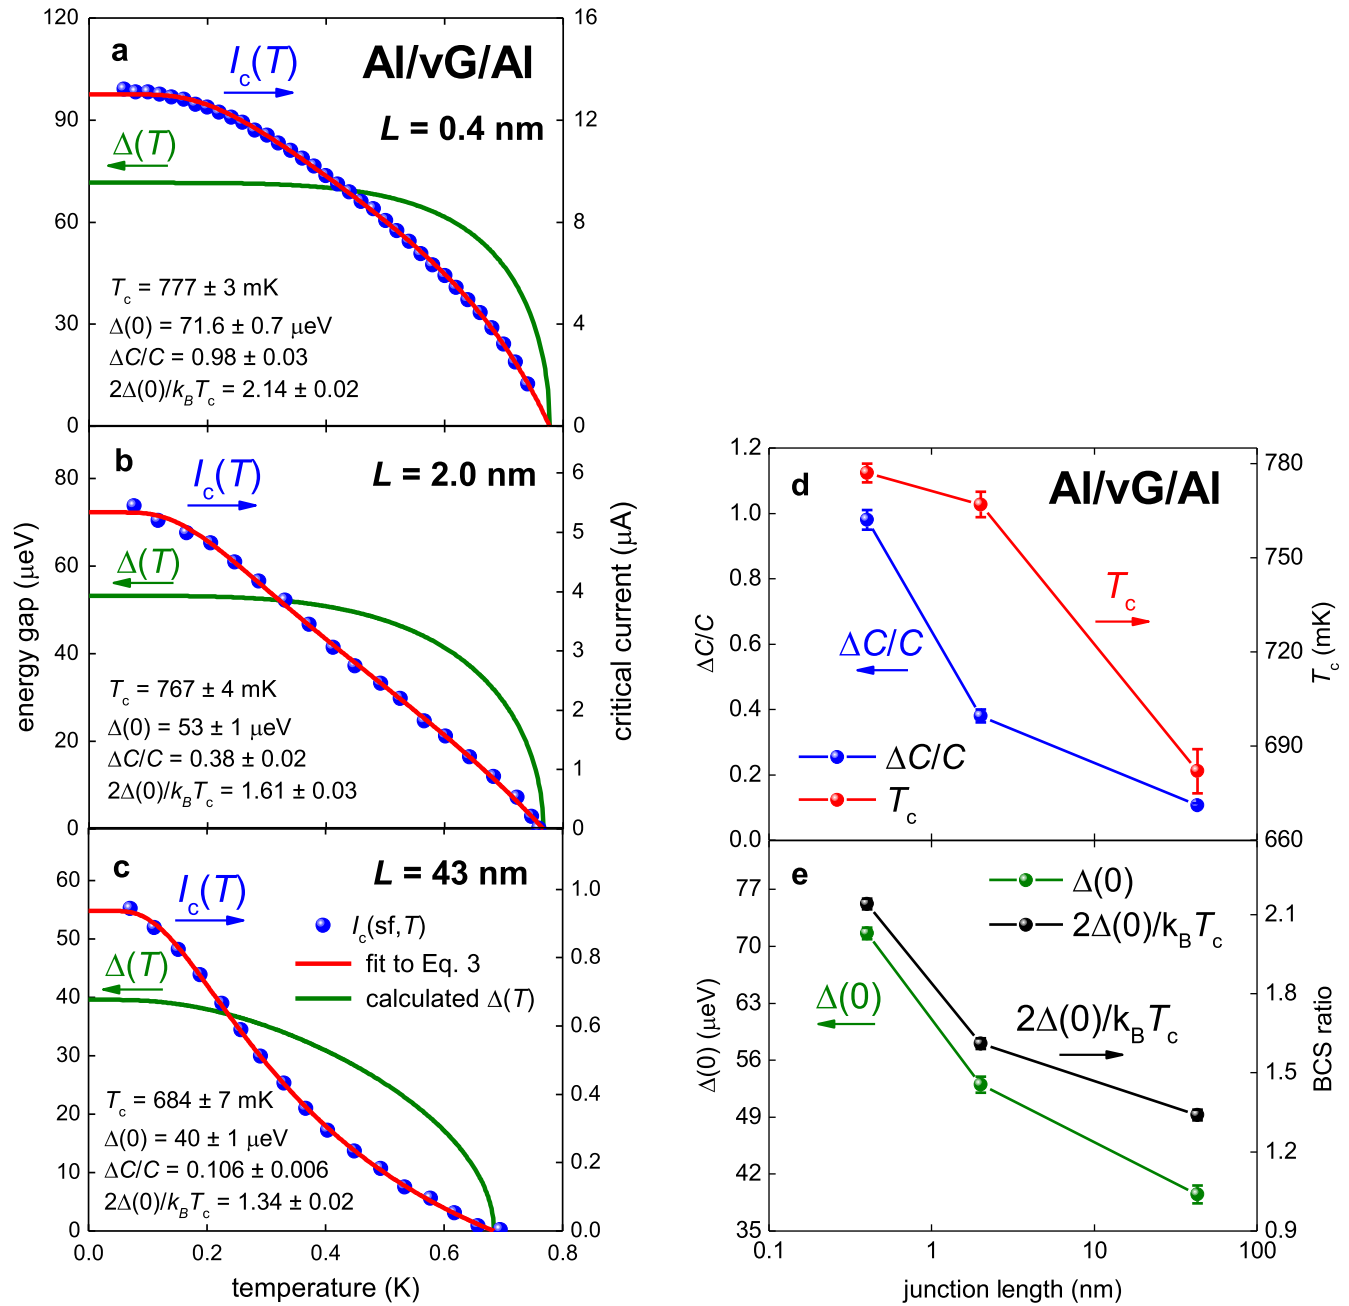 a
Al/vG/Al
I_c(T)
L = 0.4 nm
Δ(T)
T_c = 777 ± 3 mK
Δ(0) = 71.6 ± 0.7 μeV
ΔC/C = 0.98 ± 0.03
2Δ(0)/k_BT_c = 2.14 ± 0.02
120
90
60
30
0
16
12
8
4
0
b
I_c(T)
L = 2.0 nm
Δ(T)
T_c = 767 ± 4 mK
Δ(0) = 53 ± 1 μeV
ΔC/C = 0.38 ± 0.02
2Δ(0)/k_BT_c = 1.61 ± 0.03
80
60
40
20
0
6
5
4
3
2
1
0
energy gap (μeV)
critical current (μA)
c
L = 43 nm
I_c(T)
Δ(T)
I_c(sf,T)
fit to Eq. 3
calculated Δ(T)
T_c = 684 ± 7 mK
Δ(0) = 40 ± 1 μeV
ΔC/C = 0.106 ± 0.006
2Δ(0)/k_BT_c = 1.34 ± 0.02
60
50
40
30
20
10
0
1.0
0.8
0.6
0.4
0.2
0.0
0.0 0.2 0.4 0.6 0.8
temperature (K)
d
Al/vG/Al
T_c
ΔC/C
ΔC/C
T_c
1.2
1.0
0.8
0.6
0.4
0.2
0.0
ΔC/C
780
750
720
690
660
T_c (mK)
e
Δ(0)
2Δ(0)/k_BT_c
Δ(0)
2Δ(0)/k_BT_c
77
70
63
56
49
42
35
Δ(0) (μeV)
2.1
1.8
1.5
1.2
0.9
BCS ratio
0.1 1 10 100
junction length (nm)